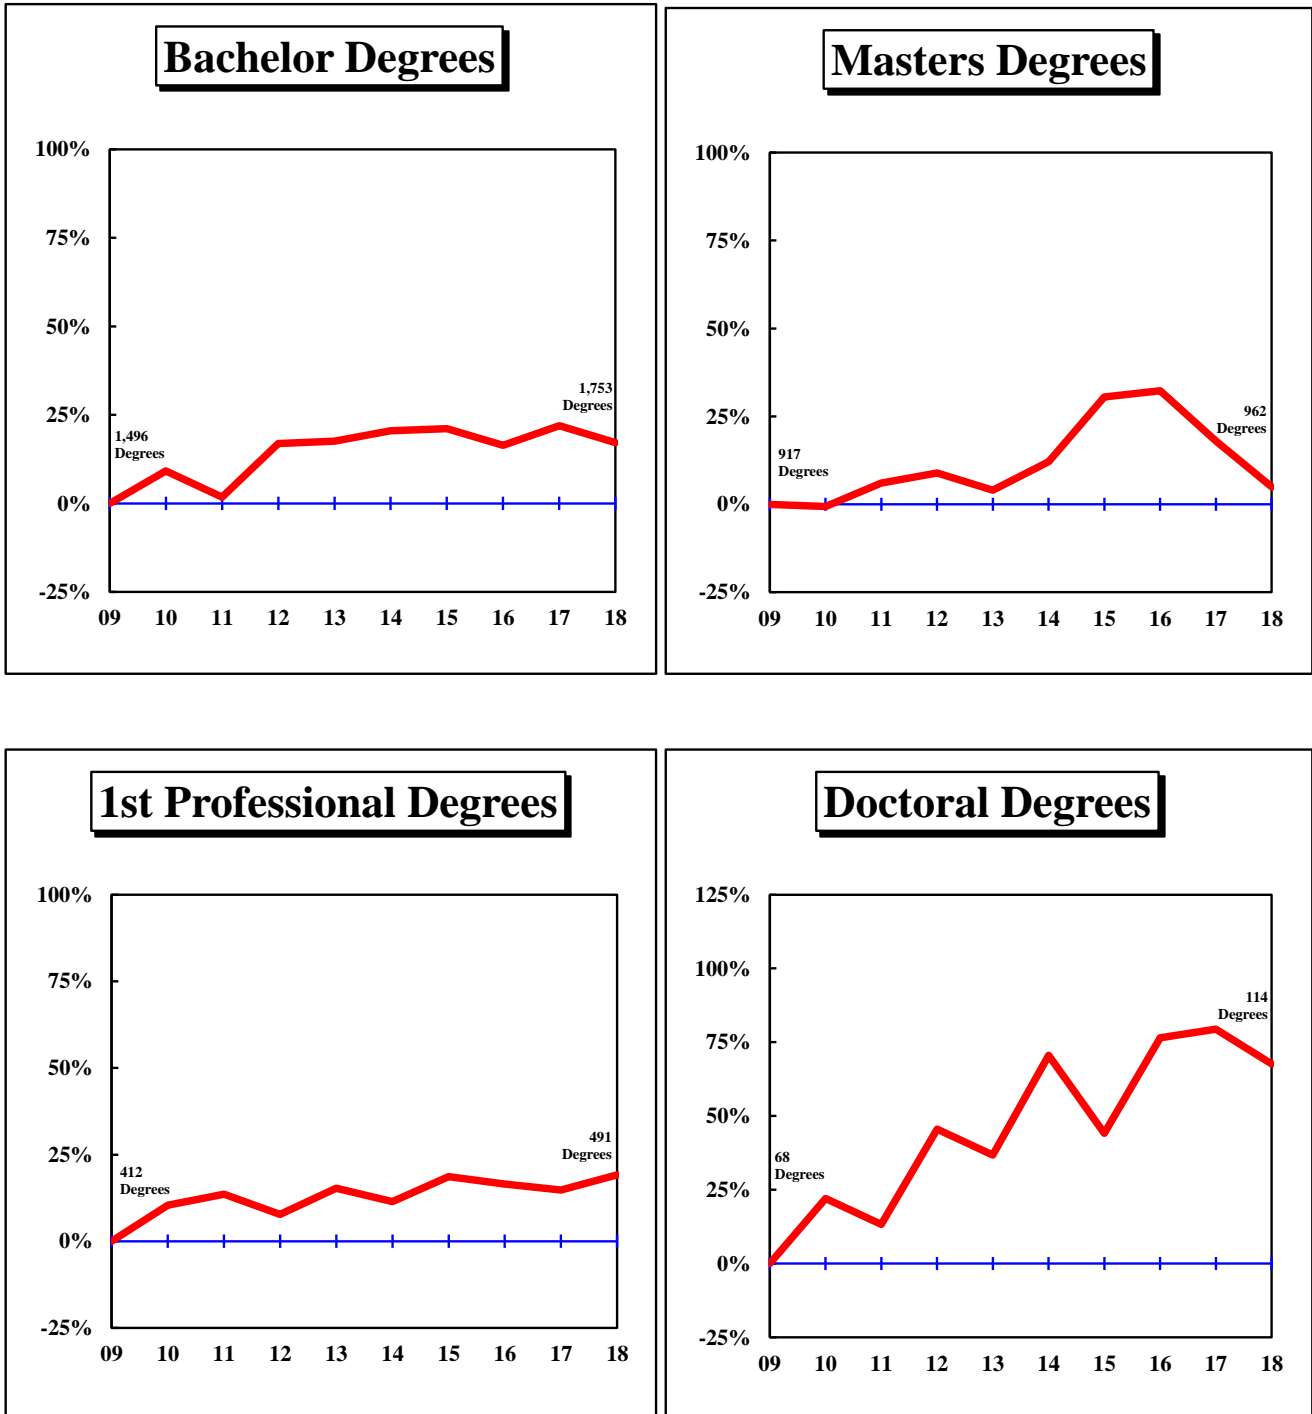 Bachelor Degrees
100%
75%
50%
25%
0%
-25%
1,496
Degrees
1,753
Degrees
09 10 11 12 13 14 15 16 17 18
Masters Degrees
100%
75%
50%
25%
0%
-25%
917
Degrees
962
Degrees
09 10 11 12 13 14 15 16 17 18
1st Professional Degrees
100%
75%
50%
25%
0%
-25%
412
Degrees
491
Degrees
09 10 11 12 13 14 15 16 17 18
Doctoral Degrees
125%
100%
75%
50%
25%
0%
-25%
68
Degrees
114
Degrees
09 10 11 12 13 14 15 16 17 18